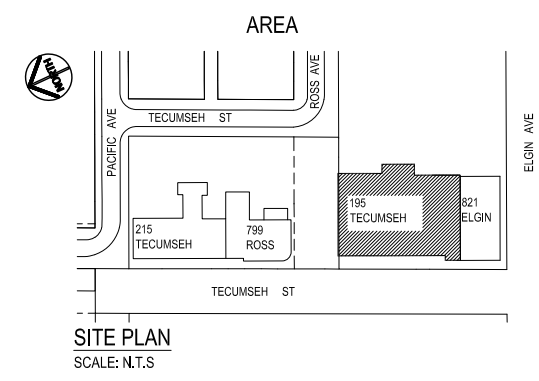 AREA
NORTH
PACIFIC AVE
TECUMSEH ST
ROSS AVE
ELGIN AVE
215
TECUMSEH
799
ROSS
195
TECUMSEH
821
ELGIN
TECUMSEH ST
SITE PLAN
SCALE: N.T.S